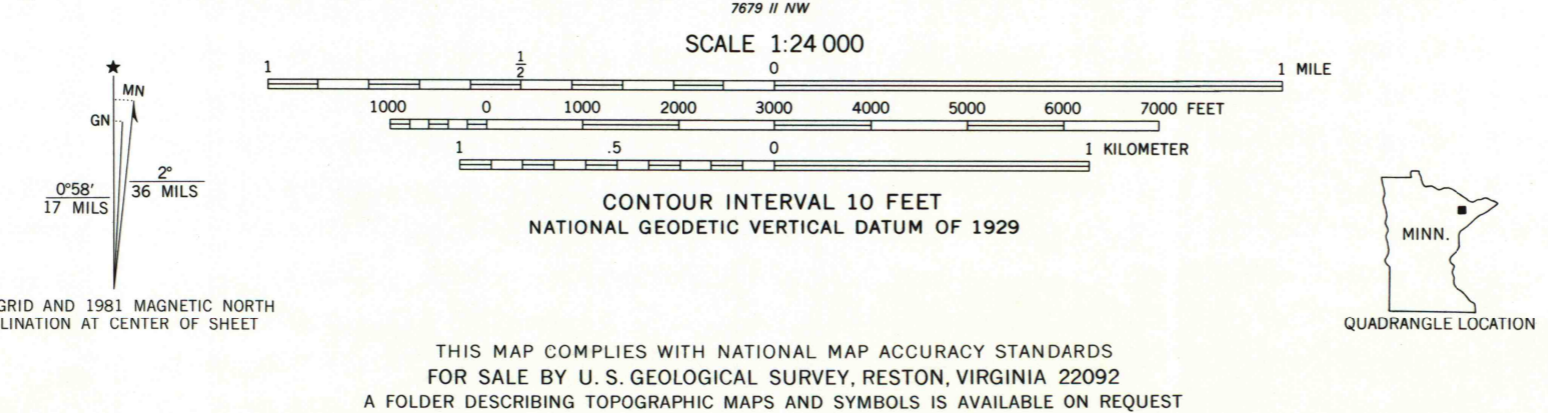 7679 II NW
SCALE 1:24 000
1 1/2 0 1 MILE
1000 0 1000 2000 3000 4000 5000 6000 7000 FEET
1 .5 0 1 KILOMETER
CONTOUR INTERVAL 10 FEET
NATIONAL GEODETIC VERTICAL DATUM OF 1929
★
MN
GN
2°
36 MILS
0°58′
17 MILS
GRID AND 1981 MAGNETIC NORTH
LINATION AT CENTER OF SHEET
MINN.
QUADRANGLE LOCATION
THIS MAP COMPLIES WITH NATIONAL MAP ACCURACY STANDARDS
FOR SALE BY U. S. GEOLOGICAL SURVEY, RESTON, VIRGINIA 22092
A FOLDER DESCRIBING TOPOGRAPHIC MAPS AND SYMBOLS IS AVAILABLE ON REQUEST